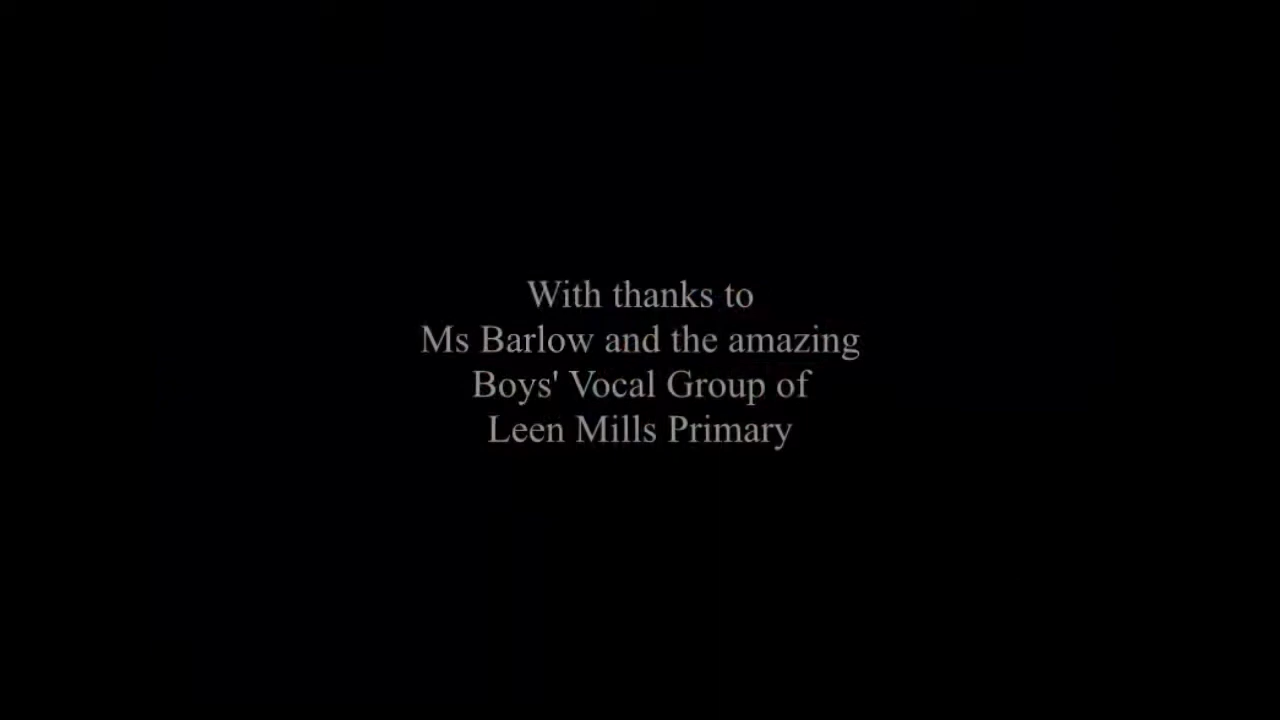 With thanks to
Ms Barlow and the amazing
Boys' Vocal Group of
Leen Mills Primary